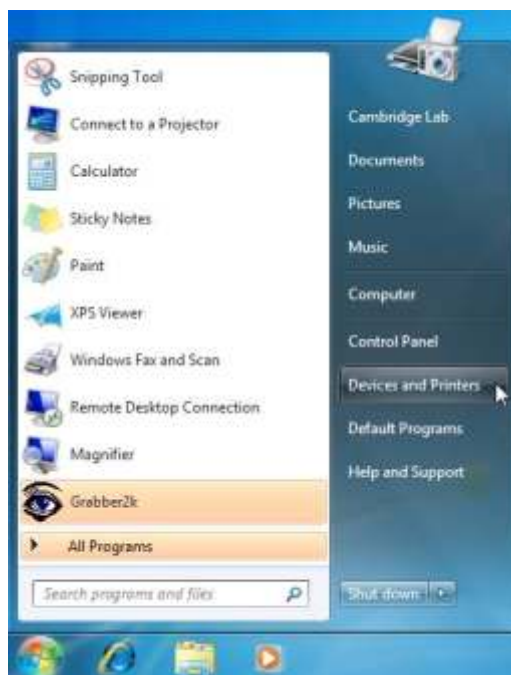 Snipping Tool
Connect to a Projector
Calculator
Sticky Notes
Paint
XPS Viewer
Windows Fax and Scan
Remote Desktop Connection
Magnifier
Grabber2k
All Programs
Search programs and files
Cambridge Lab
Documents
Pictures
Music
Computer
Control Panel
Devices and Printers
Default Programs
Help and Support
Shut down